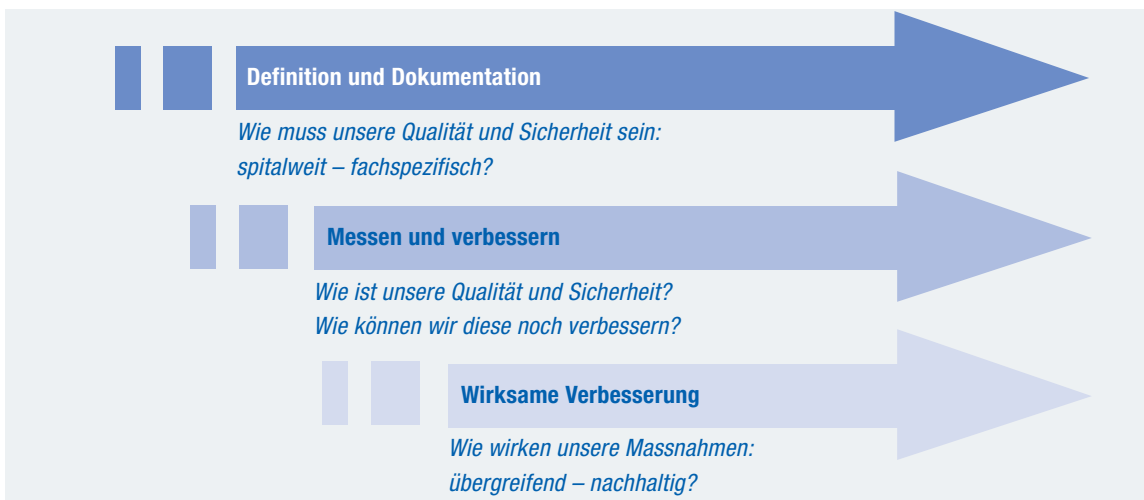 Definition und Dokumentation
Wie muss unsere Qualität und Sicherheit sein:
spitalweit – fachspezifisch?
Messen und verbessern
Wie ist unsere Qualität und Sicherheit?
Wie können wir diese noch verbessern?
Wirksame Verbesserung
Wie wirken unsere Massnahmen:
übergreifend – nachhaltig?